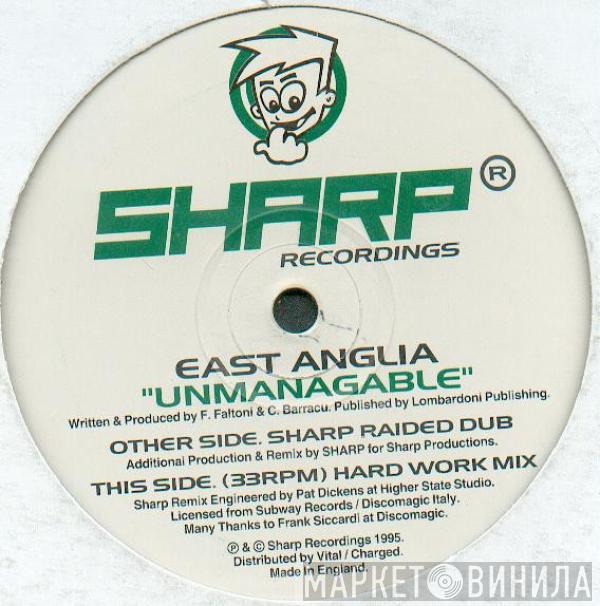 SHARP ®
RECORDINGS
EAST ANGLIA
"UNMANAGABLE"
Written & Produced by F. Faltoni & C. Barracu. Published by Lombardoni Publishing.
OTHER SIDE. SHARP RAIDED DUB
Additional Production & Remix by SHARP for Sharp Productions.
THIS SIDE. (33RPM) HARD WORK MIX
Sharp Remix Engineered by Pat Dickens at Higher State Studio.
Licensed from Subway Records / Discomagic Italy.
Many Thanks to Frank Siccardi at Discomagic.
℗ & © Sharp Recordings 1995.
Distributed by Vital / Charged.
Made in England.
МАРКЕТ ВИНИЛА